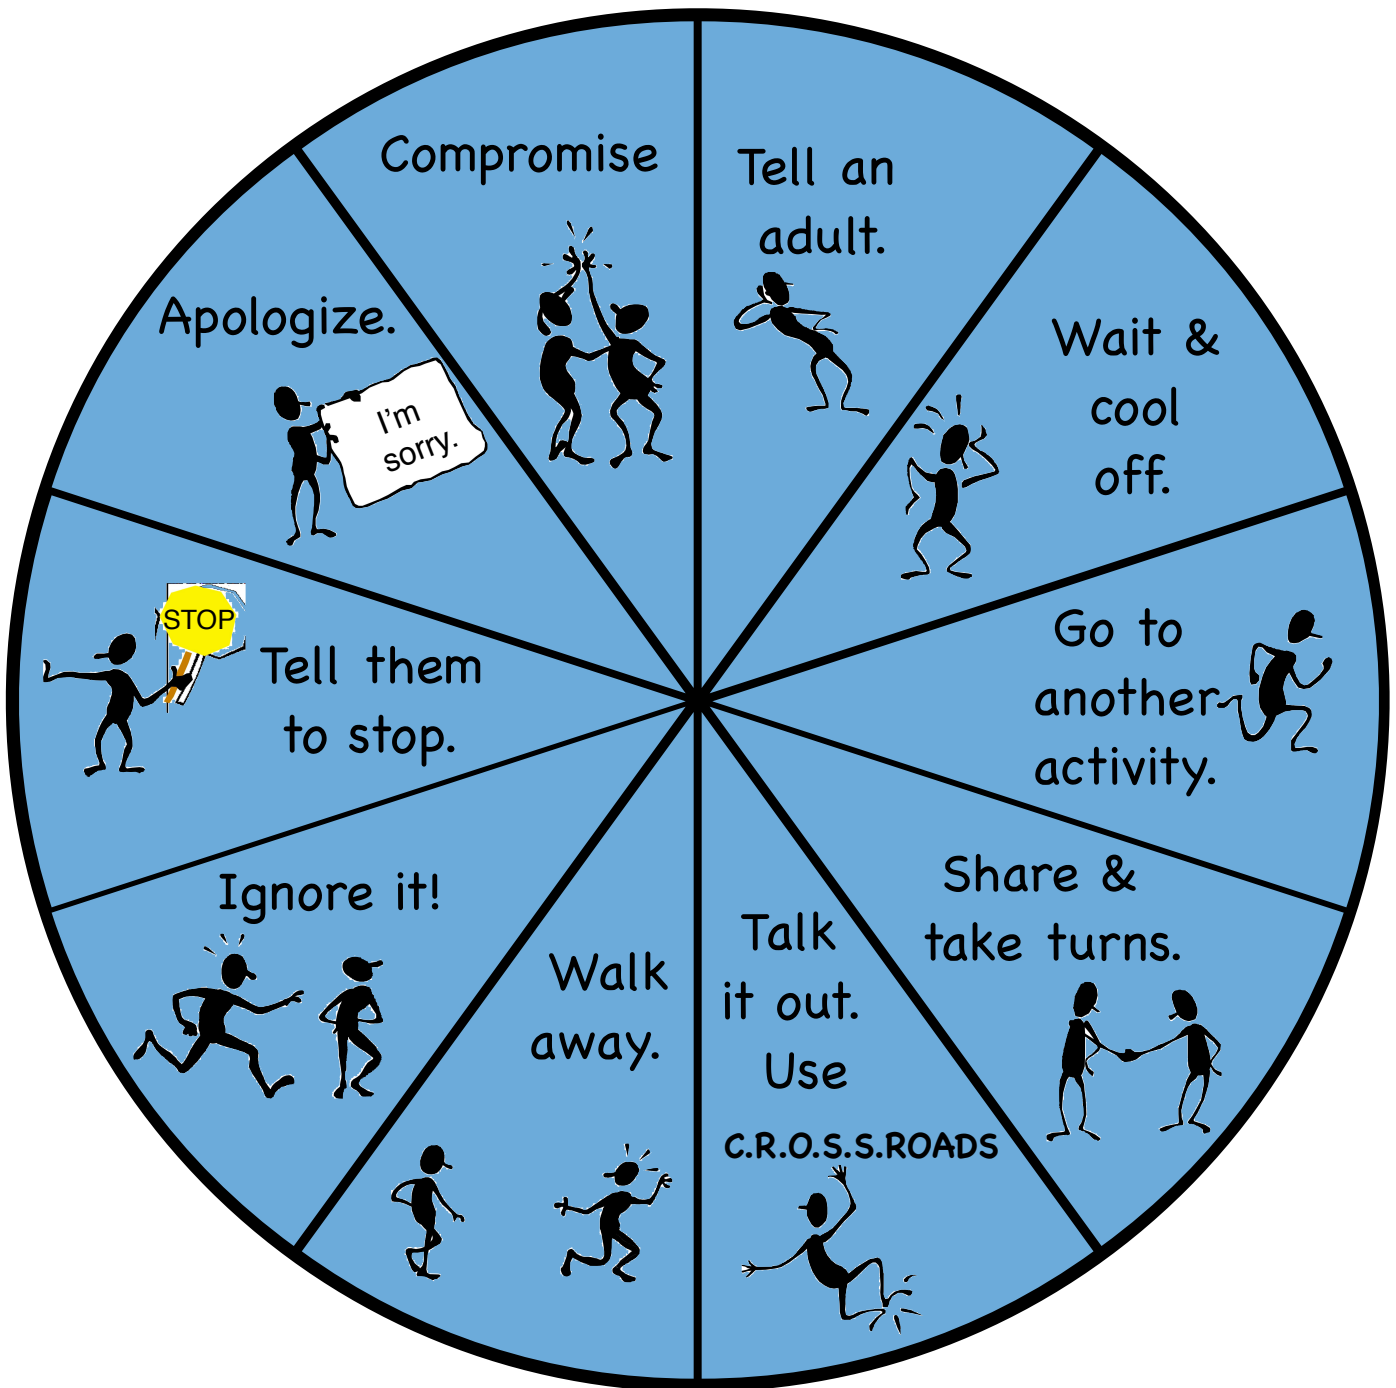 Compromise
Tell an
adult.
Wait &
cool
off.
Go to
another
activity.
Share &
take turns.
Talk
it out.
Use
C.R.O.S.S.ROADS
Walk
away.
Ignore it!
Tell them
to stop.
STOP
Apologize.
I'm
sorry.